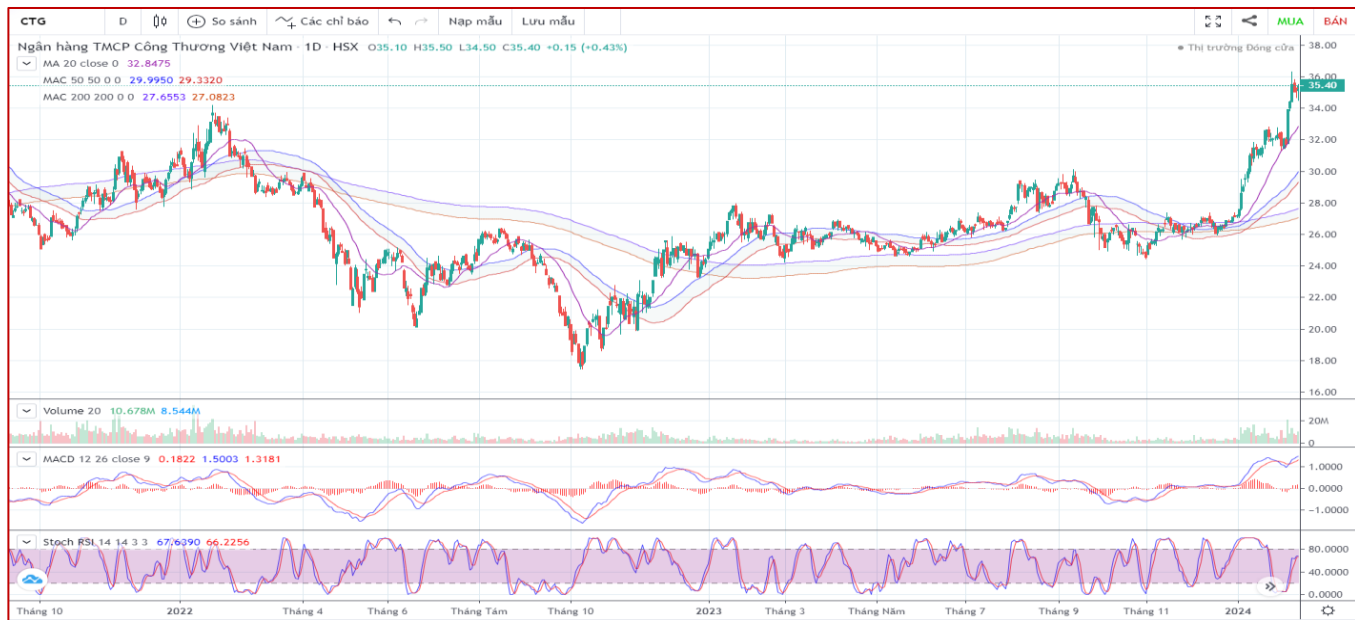 CTG D So sánh Các chỉ báo Nạp mẫu Lưu mẫu MUA BÁN
Ngân hàng TMCP Công Thương Việt Nam · 1D · HSX O35.10 H35.50 L34.50 C35.40 +0.15 (+0.43%)
Thị trường Đóng cửa
MA 20 close 0 32.8475
MAC 50 50 0 0 29.9950 29.3320
MAC 200 200 0 0 27.6553 27.0823
38.00
36.00
35.40
34.00
32.00
30.00
28.00
26.00
24.00
22.00
20.00
18.00
16.00
Volume 20 10.678M 8.544M
20M
0
MACD 12 26 close 9 0.1822 1.5003 1.3181
1.0000
0.0000
−1.0000
Stoch RSI 14 14 3 3 67.6390 66.2256
80.0000
40.0000
0.0000
Tháng 10 2022 Tháng 4 Tháng 6 Tháng Tám Tháng 10 2023 Tháng 3 Tháng Năm Tháng 7 Tháng 9 Tháng 11 2024